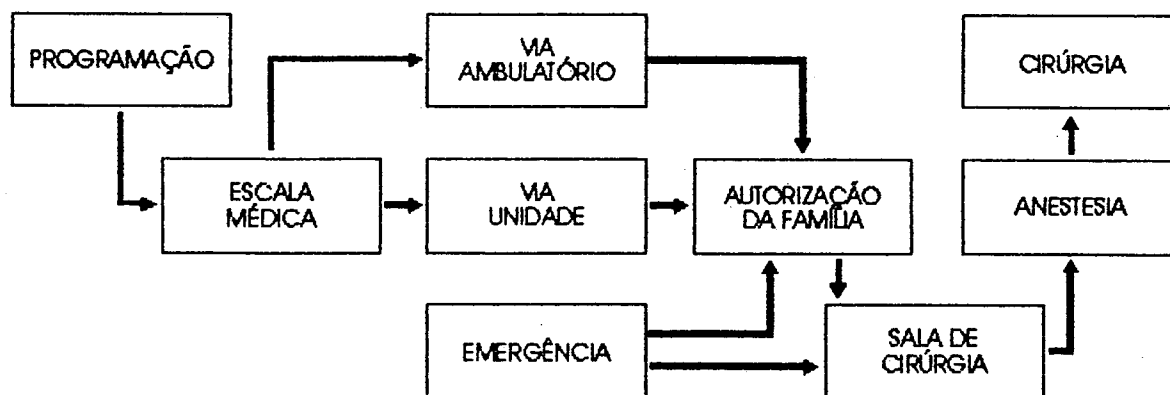 PROGRAMAÇÃO
VIA
AMBULATÓRIO
CIRÚRGIA
ESCALA
MÉDICA
VIA
UNIDADE
AUTORIZAÇÃO
DA FAMÍLIA
ANESTESIA
EMERGÊNCIA
SALA DE
CIRÚRGIA